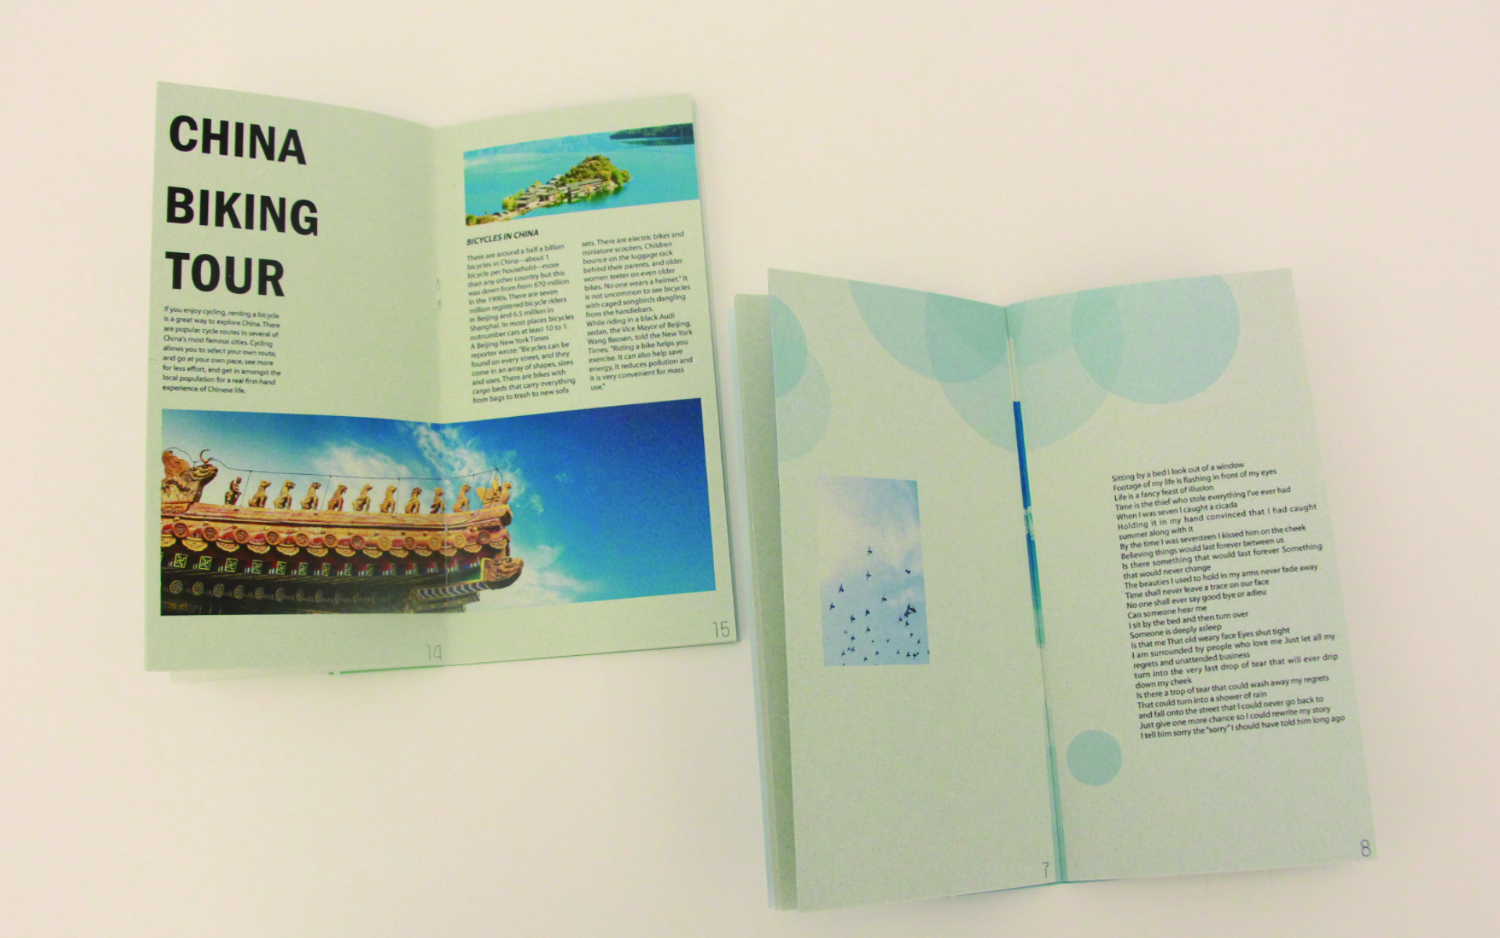 CHINA
BIKING
TOUR
If you enjoy cycling, renting a bicycle
is a great way to explore China. There
are popular cycle routes in several of
China's most famous cities. Cycling
allows you to select your own route,
and go at your own pace, see more
for less effort, and get in amongst the
local population for a real first-hand
experience of Chinese life.
14
BICYCLES IN CHINA
There are around a half a billion
bicycles in China—about 1
bicycle per household—more
than any other country but this
was down from from 670 million
in the 1990s. There are seven
million registered bicycle riders
in Beijing and 6.5 million in
Shanghai. In most places bicycles
outnumber cars at least 10 to 1.
A Beijing New York Times
reporter wrote: "Bicycles can be
found on every street, and they
come in an array of shapes, sizes
and uses. There are bikes with
cargo beds that carry everything
from bags to trash to new sofa
sets. There are electric bikes and
miniature scooters. Children
bounce on the luggage rack
behind their parents, and older
women teeter on even older
bikes. No one wears a helmet." It
is not uncommon to see bicycles
with caged songbirds dangling
from the handlebars.
While riding in a black Audi
sedan, the Vice Mayor of Beijing,
Wang Baosen, told the New York
Times, "Riding a bike helps you
exercise. It can also help save
energy. It reduces pollution and
it is very convenient for mass
use."
15
7
Sitting by a bed I look out of a window
Footage of my life is flashing in front of my eyes
Life is a fancy feast of illusion
Time is the thief who stole everything I've ever had
When I was seven I caught a cicada
Holding it in my hand convinced that I had caught
summer along with it
By the time I was seventeen I kissed him on the cheek
Believing things would last forever between us
Is there something that would last forever Something
that would never change
The beauties I used to hold in my arms never fade away
Time shall never leave a trace on our face
No one shall ever say good bye or adieu
Can someone hear me
I sit by the bed and then turn over
Someone is deeply asleep
Is that me That old weary face Eyes shut tight
I am surrounded by people who love me Just let all my
regrets and unattended business
turn into the very last drop of tear that will ever drip
down my cheek
Is there a trop of tear that could wash away my regrets
That could turn into a shower of rain
and fall onto the street that I could never go back to
Just give one more chance so I could rewrite my story
I tell him sorry the "sorry" I should have told him long ago
8